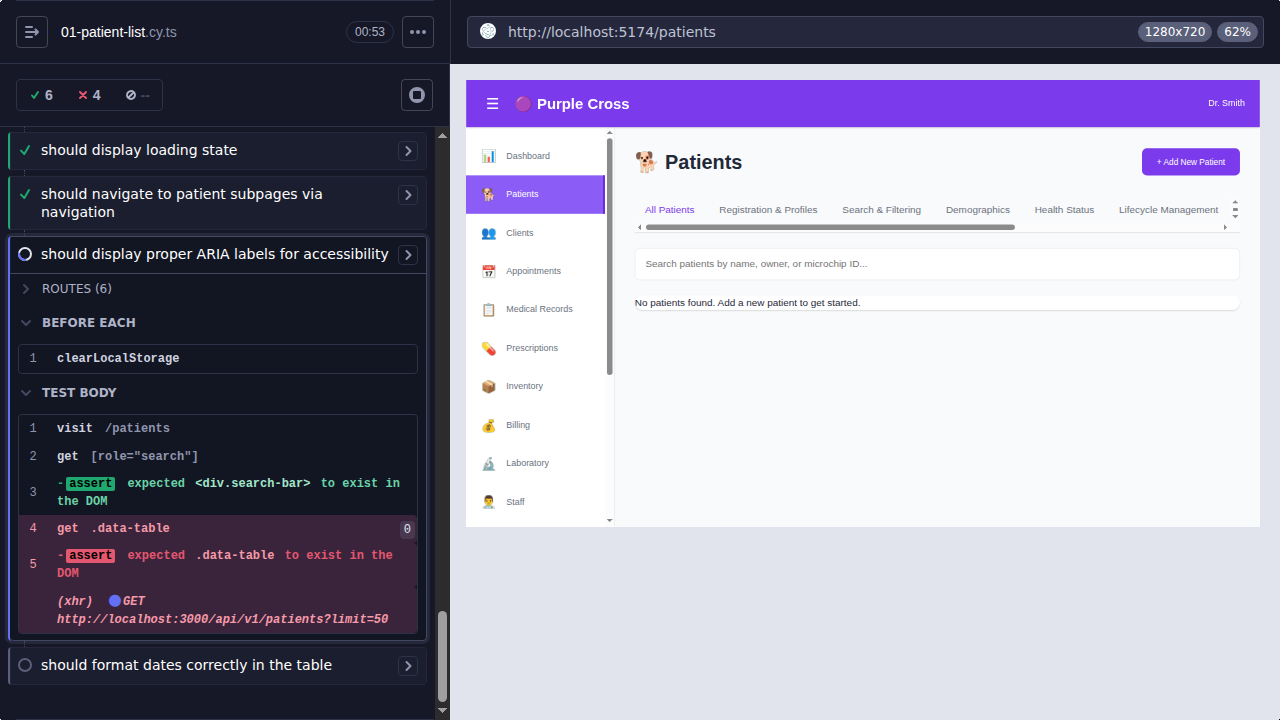 01-patient-list.cy.ts
00:53
6
4
--
should display loading state
should navigate to patient subpages via
navigation
should display proper ARIA labels for accessibility
ROUTES (6)
BEFORE EACH
1 clearLocalStorage
TEST BODY
1 visit /patients
2 get [role="search"]
3 -assert expected <div.search-bar> to exist in
the DOM
4 get .data-table 0
5 -assert expected .data-table to exist in the
DOM
(xhr) GET
http://localhost:3000/api/v1/patients?limit=50
should format dates correctly in the table
http://localhost:5174/patients
1280x720
62%
☰
Purple Cross
Dr. Smith
Dashboard
Patients
Clients
Appointments
Medical Records
Prescriptions
Inventory
Billing
Laboratory
Staff
Patients
+ Add New Patient
All Patients
Registration & Profiles
Search & Filtering
Demographics
Health Status
Lifecycle Management
Search patients by name, owner, or microchip ID...
No patients found. Add a new patient to get started.